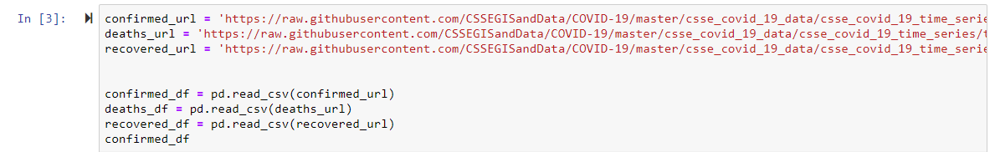 In [3]:
confirmed_url = 'https://raw.githubusercontent.com/CSSEGISandData/COVID-19/master/csse_covid_19_data/csse_covid_19_time_serie
deaths_url = 'https://raw.githubusercontent.com/CSSEGISandData/COVID-19/master/csse_covid_19_data/csse_covid_19_time_series/t
recovered_url = 'https://raw.githubusercontent.com/CSSEGISandData/COVID-19/master/csse_covid_19_data/csse_covid_19_time_serie
confirmed_df = pd.read_csv(confirmed_url)
deaths_df = pd.read_csv(deaths_url)
recovered_df = pd.read_csv(recovered_url)
confirmed_df